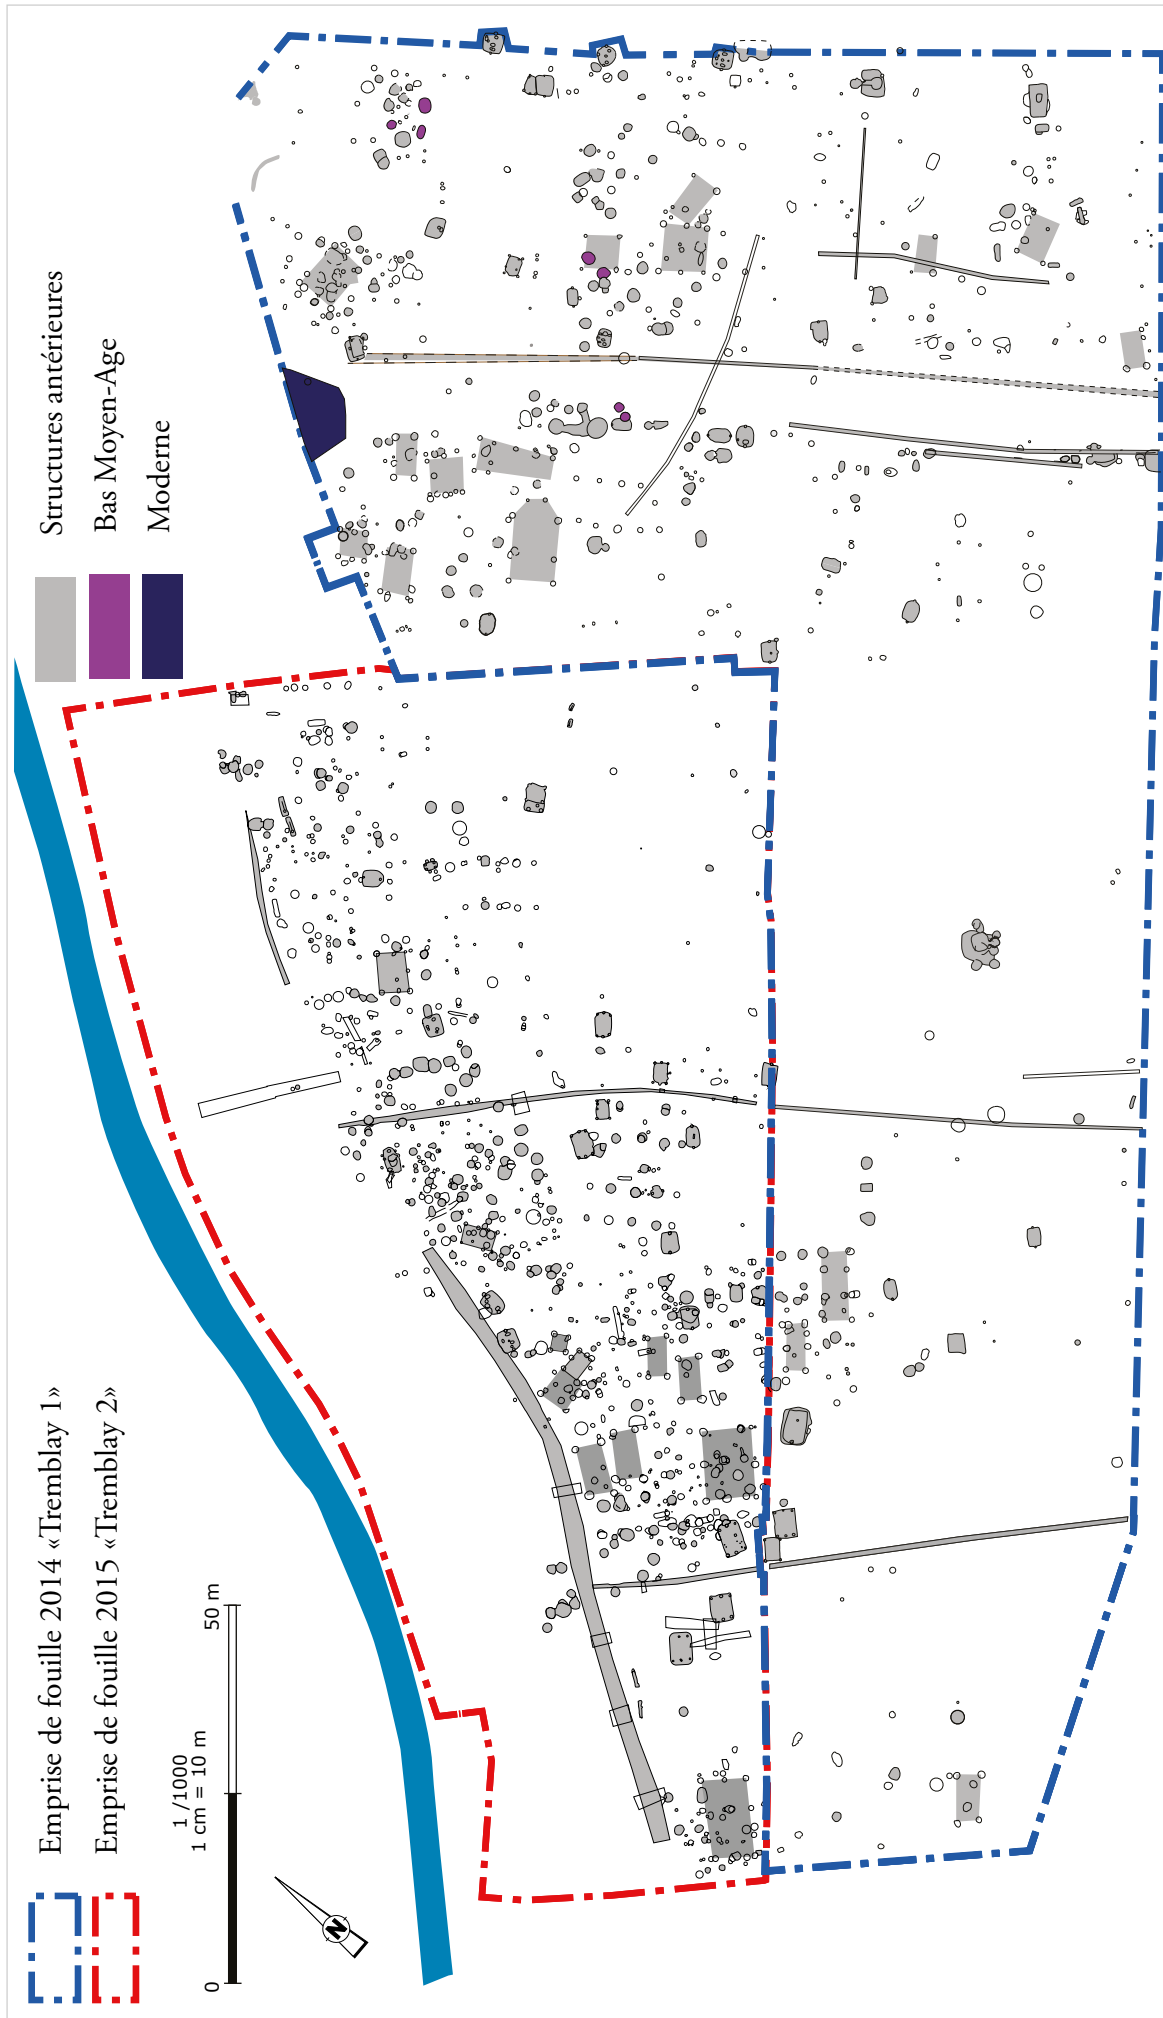 Structures antérieures
Bas Moyen-Age
Moderne
Emprise de fouille 2014 «Tremblay 1»
Emprise de fouille 2015 «Tremblay 2»
1 /1000
1 cm = 10 m
0
50 m
N